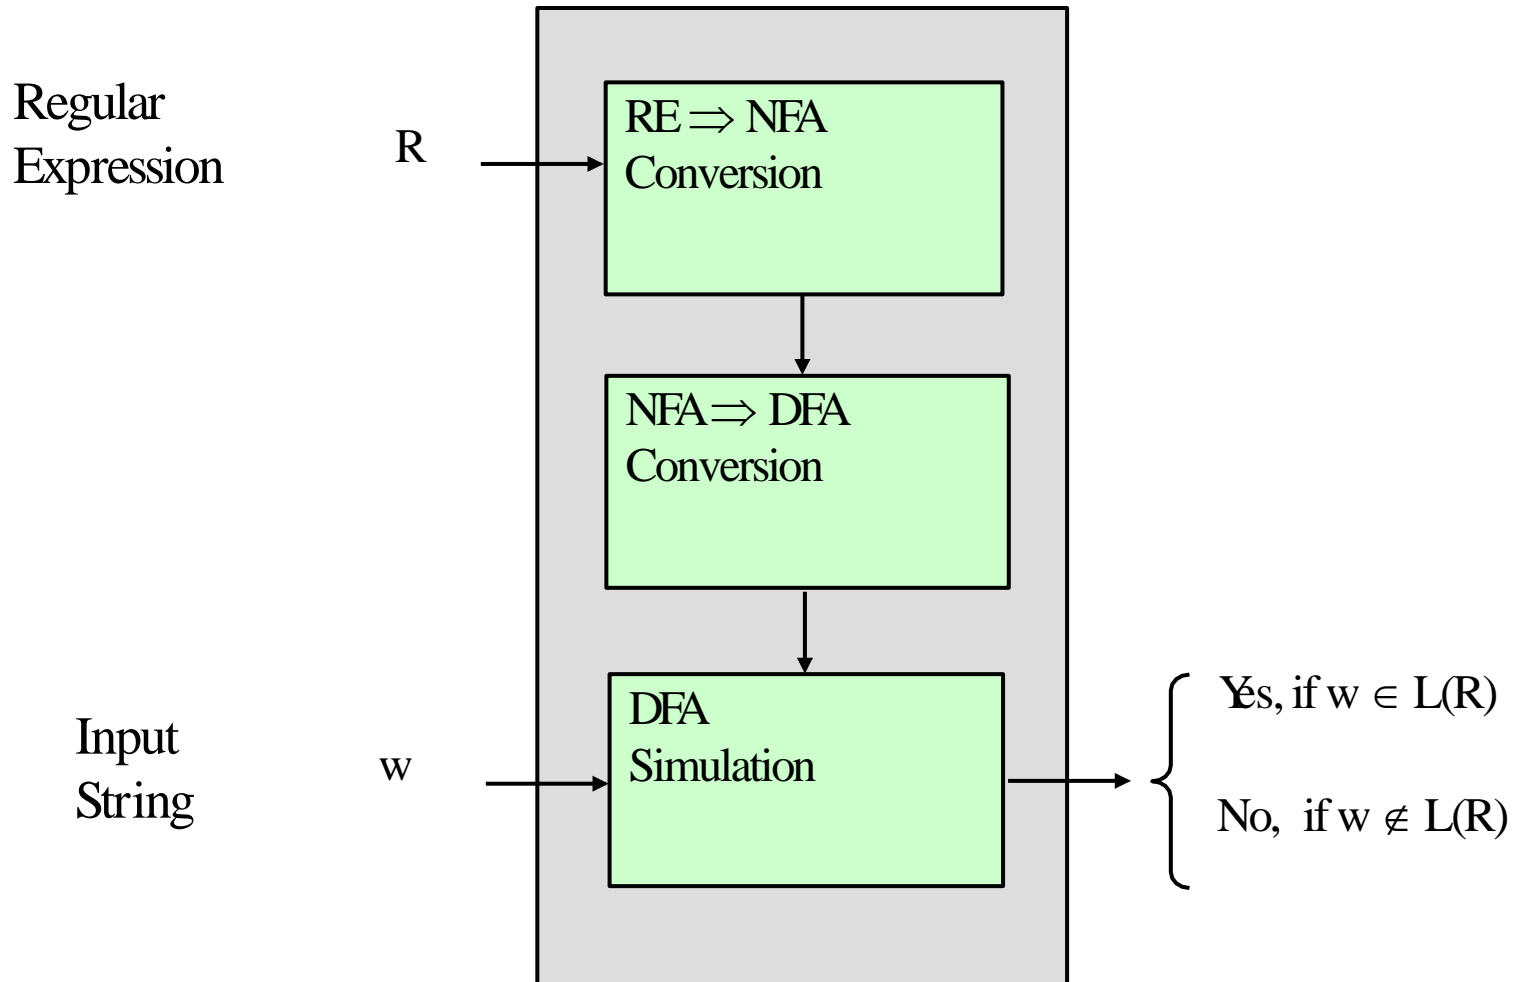 Regular
Expression
R
RE ⇒ NFA
Conversion
NFA ⇒ DFA
Conversion
Input
String
w
DFA
Simulation
Yes, if w ∈ L(R)
No, if w ∉ L(R)